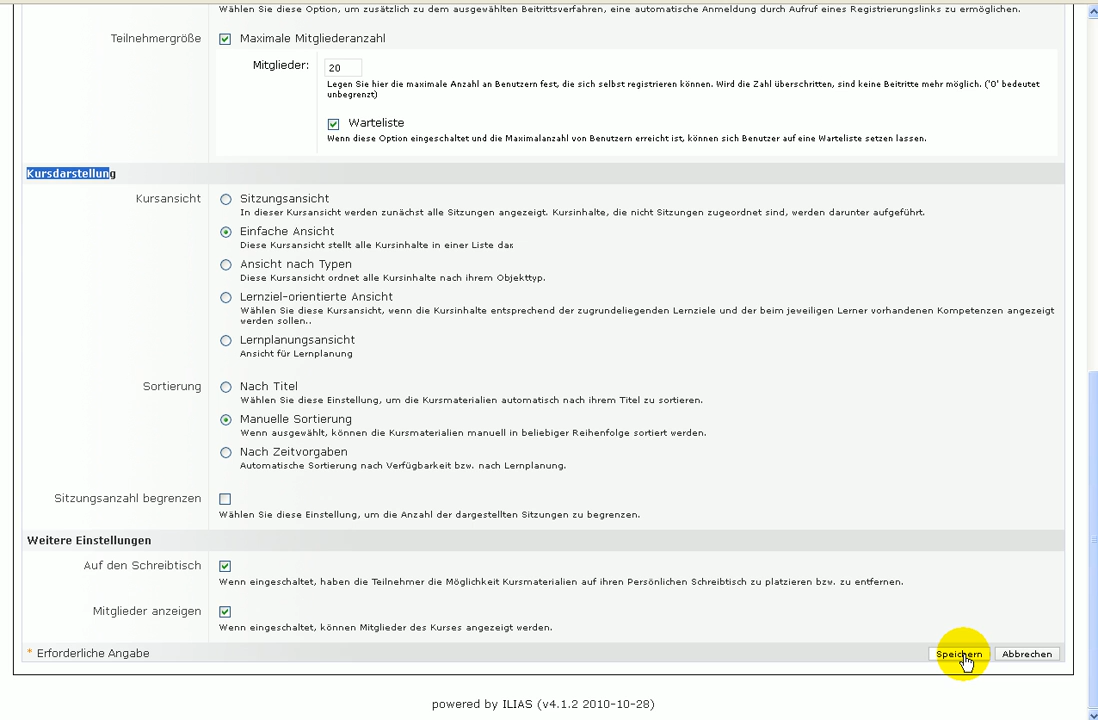 Wählen Sie diese Option, um zusätzlich zu dem ausgewählten Beitrittsverfahren, eine automatische Anmeldung durch Aufruf eines Registrierungslinks zu ermöglichen.
Teilnehmergröße Maximale Mitgliederanzahl
Mitglieder: 20
Legen Sie hier die maximale Anzahl an Benutzern fest, die sich selbst registrieren können. Wird die Zahl überschritten, sind keine Beitritte mehr möglich. ('0' bedeutet
unbegrenzt)
Warteliste
Wenn diese Option eingeschaltet und die Maximalanzahl von Benutzern erreicht ist, können sich Benutzer auf eine Warteliste setzen lassen.
Kursdarstellung
Kursansicht Sitzungsansicht
In dieser Kursansicht werden zunächst alle Sitzungen angezeigt. Kursinhalte, die nicht Sitzungen zugeordnet sind, werden darunter aufgeführt.
Einfache Ansicht
Diese Kursansicht stellt alle Kursinhalte in einer Liste dar.
Ansicht nach Typen
Diese Kursansicht ordnet alle Kursinhalte nach ihrem Objekttyp.
Lernziel-orientierte Ansicht
Wählen Sie diese Kursansicht, wenn die Kursinhalte entsprechend der zugrundeliegenden Lernziele und der beim jeweiligen Lerner vorhandenen Kompetenzen angezeigt
werden sollen..
Lernplanungsansicht
Ansicht für Lernplanung
Sortierung Nach Titel
Wählen Sie diese Einstellung, um die Kursmaterialien automatisch nach ihrem Titel zu sortieren.
Manuelle Sortierung
Wenn ausgewählt, können die Kursmaterialien manuell in beliebiger Reihenfolge sortiert werden.
Nach Zeitvorgaben
Automatische Sortierung nach Verfügbarkeit bzw. nach Lernplanung.
Sitzungsanzahl begrenzen
Wählen Sie diese Einstellung, um die Anzahl der dargestellten Sitzungen zu begrenzen.
Weitere Einstellungen
Auf den Schreibtisch
Wenn eingeschaltet, haben die Teilnehmer die Möglichkeit Kursmaterialien auf ihren Persönlichen Schreibtisch zu platzieren bzw. zu entfernen.
Mitglieder anzeigen
Wenn eingeschaltet, können Mitglieder des Kurses angezeigt werden.
* Erforderliche Angabe Speichern Abbrechen
powered by ILIAS (v4.1.2 2010-10-28)